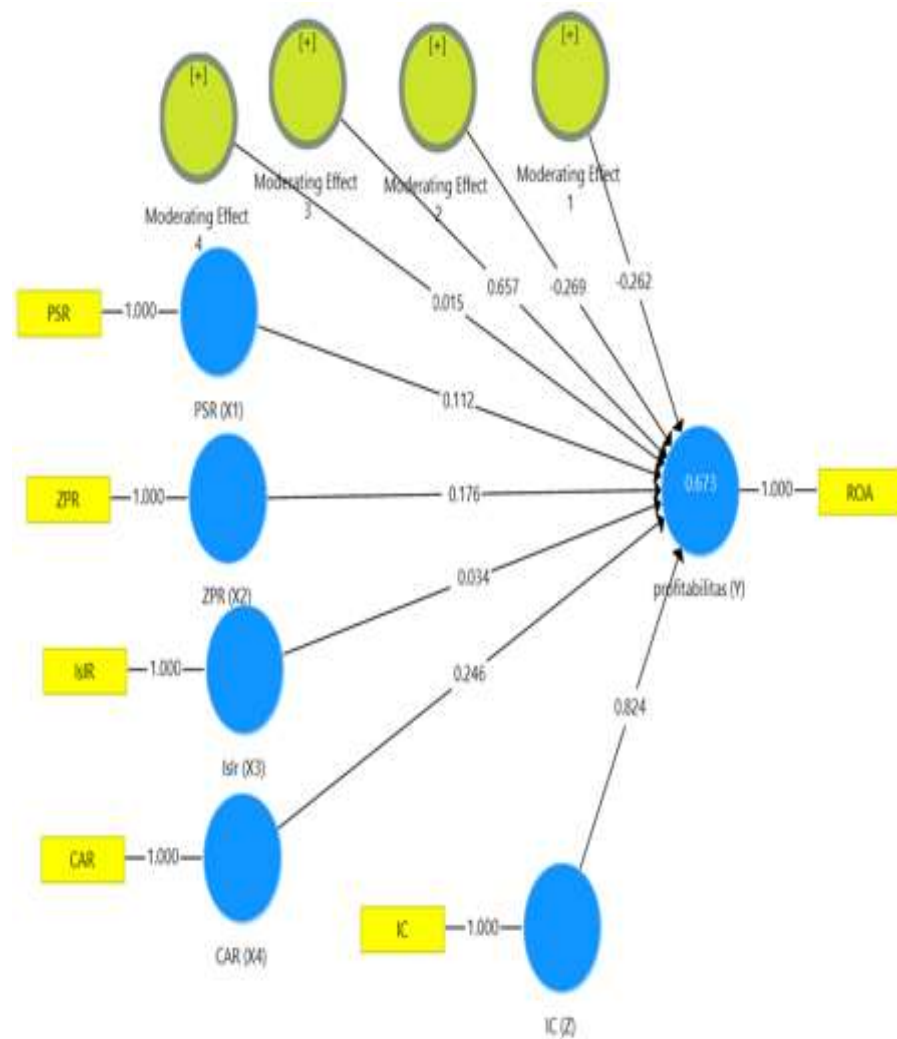 [+]
[+]
[+]
[+]
Moderating Effect
1
Moderating Effect
2
Moderating Effect
3
Moderating Effect
4
0.015
0.657
-0.269
-0.262
PSR
1.000
PSR (X1)
0.112
ZPR
1.000
ZPR (X2)
0.176
IsIR
1.000
IsIr (X3)
0.034
CAR
1.000
CAR (X4)
0.246
IC
1.000
IC (Z)
0.824
0.673
profitabilitas (Y)
1.000
ROA